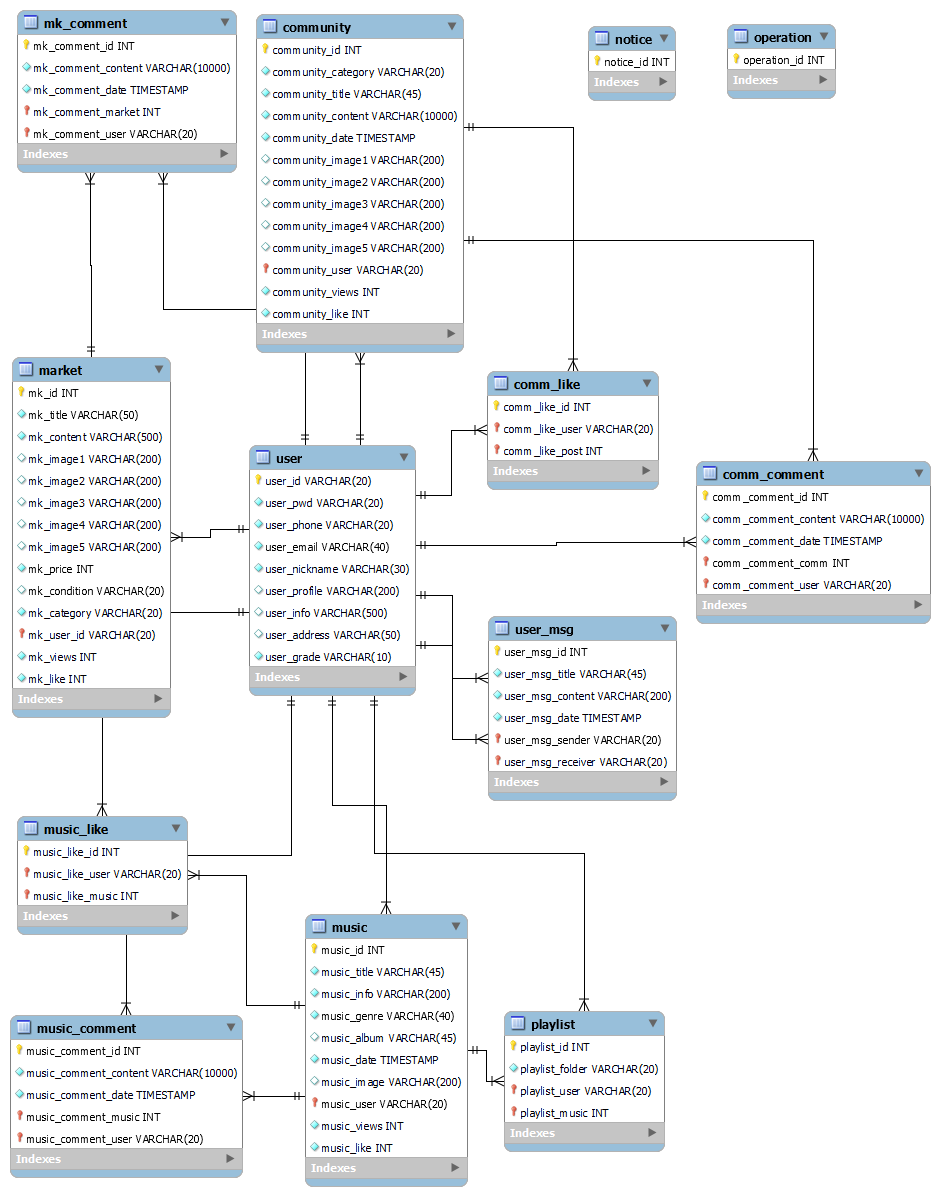 mk_comment
mk_comment_id INT
mk_comment_content VARCHAR(10000)
mk_comment_date TIMESTAMP
mk_comment_market INT
mk_comment_user VARCHAR(20)
Indexes
community
community_id INT
community_category VARCHAR(20)
community_title VARCHAR(45)
community_content VARCHAR(10000)
community_date TIMESTAMP
community_image1 VARCHAR(200)
community_image2 VARCHAR(200)
community_image3 VARCHAR(200)
community_image4 VARCHAR(200)
community_image5 VARCHAR(200)
community_user VARCHAR(20)
community_views INT
community_like INT
Indexes
notice
notice_id INT
Indexes
operation
operation_id INT
Indexes
market
mk_id INT
mk_title VARCHAR(50)
mk_content VARCHAR(500)
mk_image1 VARCHAR(200)
mk_image2 VARCHAR(200)
mk_image3 VARCHAR(200)
mk_image4 VARCHAR(200)
mk_image5 VARCHAR(200)
mk_price INT
mk_condition VARCHAR(20)
mk_category VARCHAR(20)
mk_user_id VARCHAR(20)
mk_views INT
mk_like INT
Indexes
user
user_id VARCHAR(20)
user_pwd VARCHAR(20)
user_phone VARCHAR(20)
user_email VARCHAR(40)
user_nickname VARCHAR(30)
user_profile VARCHAR(200)
user_info VARCHAR(500)
user_address VARCHAR(50)
user_grade VARCHAR(10)
Indexes
comm_like
comm_like_id INT
comm_like_user VARCHAR(20)
comm_like_post INT
Indexes
comm_comment
comm_comment_id INT
comm_comment_content VARCHAR(10000)
comm_comment_date TIMESTAMP
comm_comment_comm INT
comm_comment_user VARCHAR(20)
Indexes
user_msg
user_msg_id INT
user_msg_title VARCHAR(45)
user_msg_content VARCHAR(200)
user_msg_date TIMESTAMP
user_msg_sender VARCHAR(20)
user_msg_receiver VARCHAR(20)
Indexes
music_like
music_like_id INT
music_like_user VARCHAR(20)
music_like_music INT
Indexes
music
music_id INT
music_title VARCHAR(45)
music_info VARCHAR(200)
music_genre VARCHAR(40)
music_album VARCHAR(45)
music_date TIMESTAMP
music_image VARCHAR(200)
music_user VARCHAR(20)
music_views INT
music_like INT
Indexes
music_comment
music_comment_id INT
music_comment_content VARCHAR(10000)
music_comment_date TIMESTAMP
music_comment_music INT
music_comment_user VARCHAR(20)
Indexes
playlist
playlist_id INT
playlist_folder VARCHAR(20)
playlist_user VARCHAR(20)
playlist_music INT
Indexes